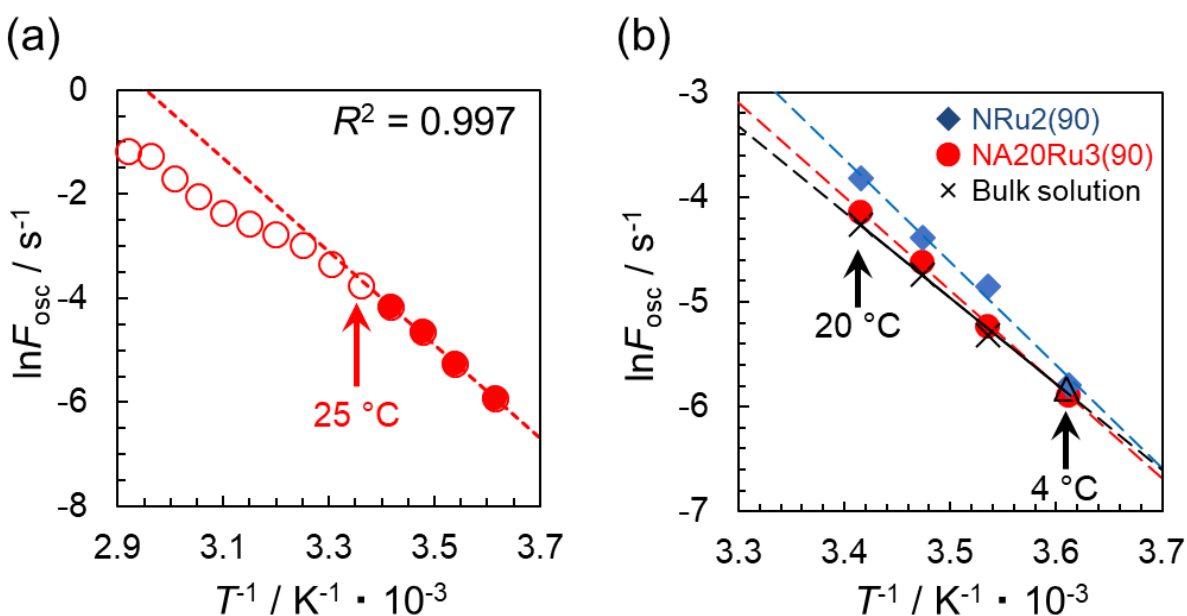 (a)
0
-2
-4
-6
-8
lnF_osc / s^-1
R² = 0.997
25 °C
2.9 3.1 3.3 3.5 3.7
T^-1 / K^-1 · 10^-3
(b)
-3
-4
-5
-6
-7
lnF_osc / s^-1
NRu2(90)
NA20Ru3(90)
Bulk solution
20 °C
4 °C
3.3 3.4 3.5 3.6 3.7
T^-1 / K^-1 · 10^-3